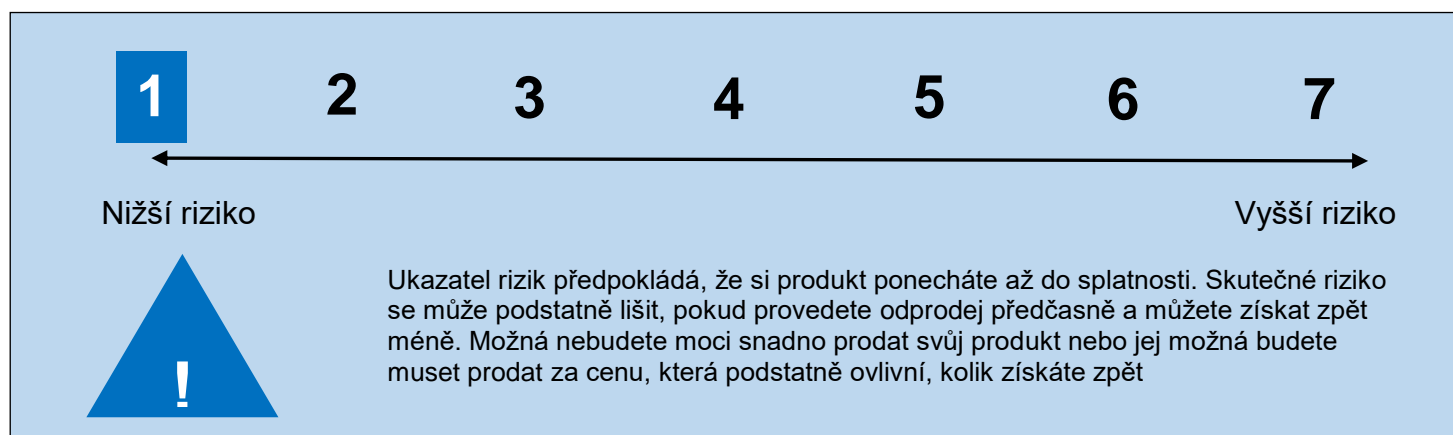 1 2 3 4 5 6 7
Nižší riziko Vyšší riziko
Ukazatel rizik předpokládá, že si produkt ponecháte až do splatnosti. Skutečné riziko
se může podstatně lišit, pokud provedete odprodej předčasně a můžete získat zpět
méně. Možná nebudete moci snadno prodat svůj produkt nebo jej možná budete
muset prodat za cenu, která podstatně ovlivní, kolik získáte zpět
!